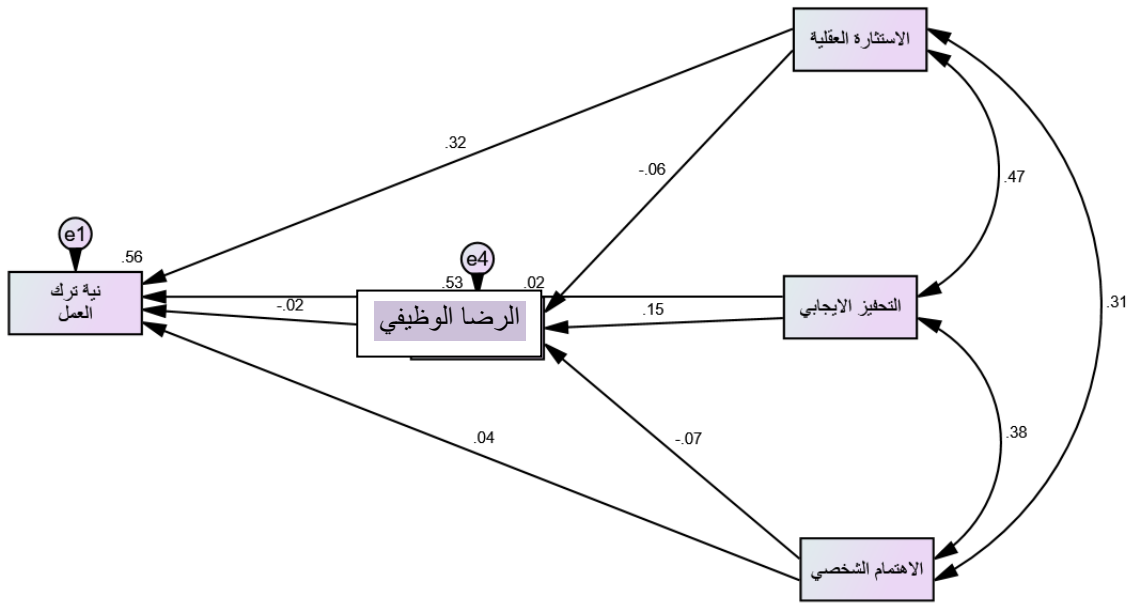 الاستثارة العقلية
.32
-.06
.47
e1
.56
e4
نية ترك
العمل
.53
.02
-.02
الرضا الوظيفي
.15
التحفيز الايجابي
.31
.04
-.07
.38
الاهتمام الشخصي